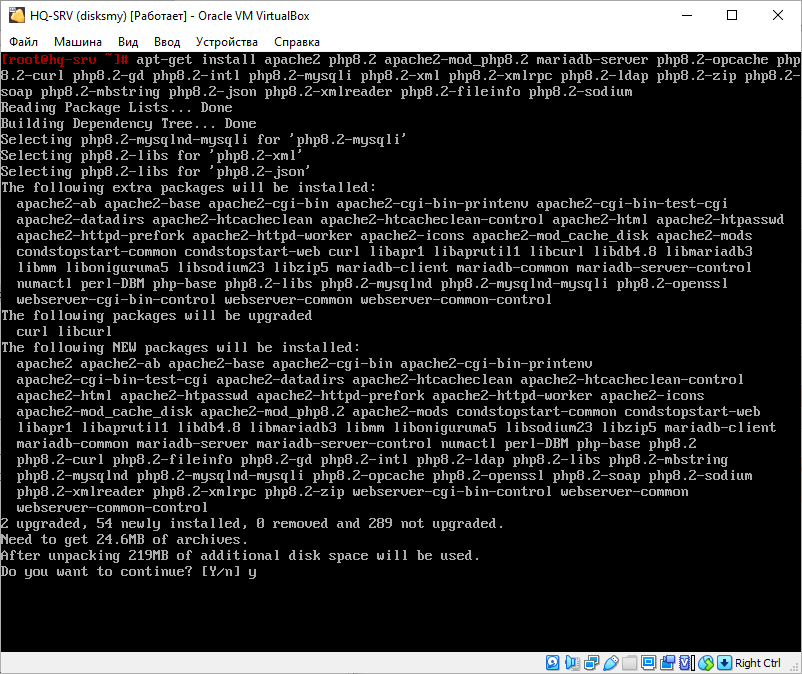 HQ-SRV (disksmy) [Работает] - Oracle VM VirtualBox
Файл Машина Вид Ввод Устройства Справка
[root@hq-srv ~]# apt-get install apache2 php8.2 apache2-mod_php8.2 mariadb-server php8.2-opcache php
8.2-curl php8.2-gd php8.2-intl php8.2-mysqli php8.2-xml php8.2-xmlrpc php8.2-ldap php8.2-zip php8.2-
soap php8.2-mbstring php8.2-json php8.2-xmlreader php8.2-fileinfo php8.2-sodium
Reading Package Lists... Done
Building Dependency Tree... Done
Selecting php8.2-mysqlnd-mysqli for 'php8.2-mysqli'
Selecting php8.2-libs for 'php8.2-xml'
Selecting php8.2-libs for 'php8.2-json'
The following extra packages will be installed:
apache2-ab apache2-base apache2-cgi-bin apache2-cgi-bin-printenv apache2-cgi-bin-test-cgi
apache2-datadirs apache2-htcacheclean apache2-htcacheclean-control apache2-html apache2-htpasswd
apache2-httpd-prefork apache2-httpd-worker apache2-icons apache2-mod_cache_disk apache2-mods
condstopstart-common condstopstart-web curl libapr1 libaprutil1 libcurl libdb4.8 libmariadb3
libmm liboniguruma5 libsodium23 libzip5 mariadb-client mariadb-common mariadb-server-control
numactl perl-DBM php-base php8.2-libs php8.2-mysqlnd php8.2-mysqlnd-mysqli php8.2-openssl
webserver-cgi-bin-control webserver-common webserver-common-control
The following packages will be upgraded
curl libcurl
The following NEW packages will be installed:
apache2 apache2-ab apache2-base apache2-cgi-bin apache2-cgi-bin-printenv
apache2-cgi-bin-test-cgi apache2-datadirs apache2-htcacheclean apache2-htcacheclean-control
apache2-html apache2-htpasswd apache2-httpd-prefork apache2-httpd-worker apache2-icons
apache2-mod_cache_disk apache2-mod_php8.2 apache2-mods condstopstart-common condstopstart-web
libapr1 libaprutil1 libdb4.8 libmariadb3 libmm liboniguruma5 libsodium23 libzip5 mariadb-client
mariadb-common mariadb-server mariadb-server-control numactl perl-DBM php-base php8.2
php8.2-curl php8.2-fileinfo php8.2-gd php8.2-intl php8.2-ldap php8.2-libs php8.2-mbstring
php8.2-mysqlnd php8.2-mysqlnd-mysqli php8.2-opcache php8.2-openssl php8.2-soap php8.2-sodium
php8.2-xmlreader php8.2-xmlrpc php8.2-zip webserver-cgi-bin-control webserver-common
webserver-common-control
2 upgraded, 54 newly installed, 0 removed and 289 not upgraded.
Need to get 24.6MB of archives.
After unpacking 219MB of additional disk space will be used.
Do you want to continue? [Y/n] y
Right Ctrl